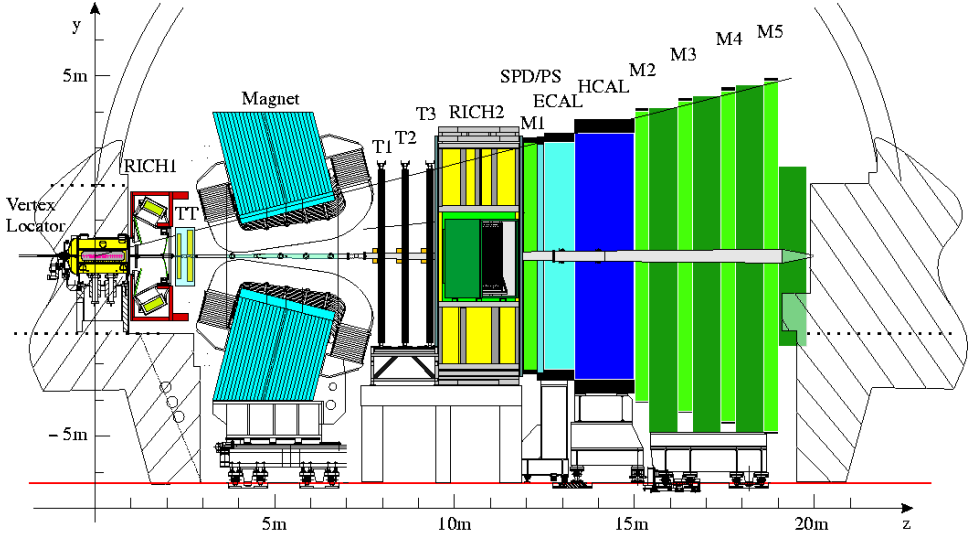 y
5m
Magnet
RICH1
Vertex
Locator
TT
T1
T2
T3
RICH2
M1
SPD/PS
ECAL
HCAL
M2
M3
M4
M5
− 5m
5m
10m
15m
20m
z